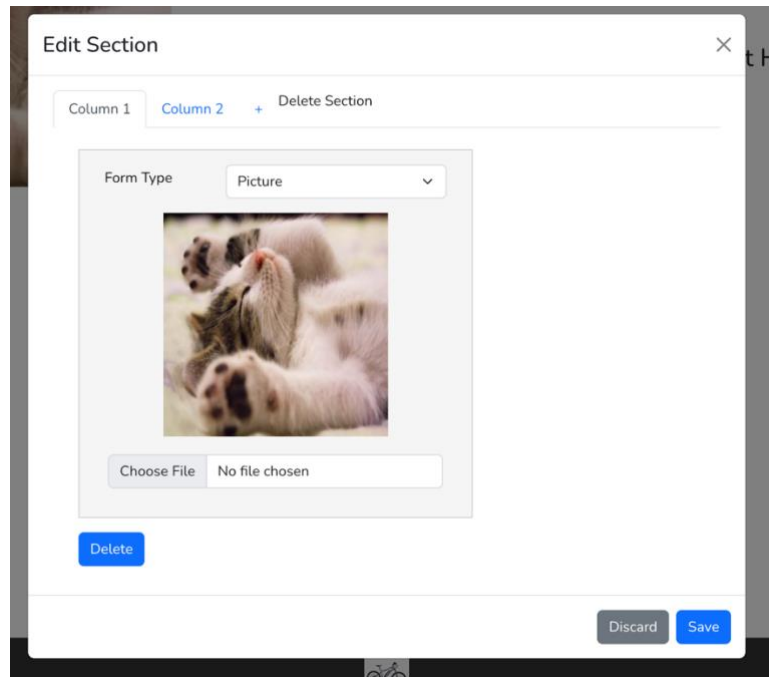 Edit Section
t H
Column 1
Column 2
+
Delete Section
Form Type
Picture
Choose File
No file chosen
Delete
Discard
Save